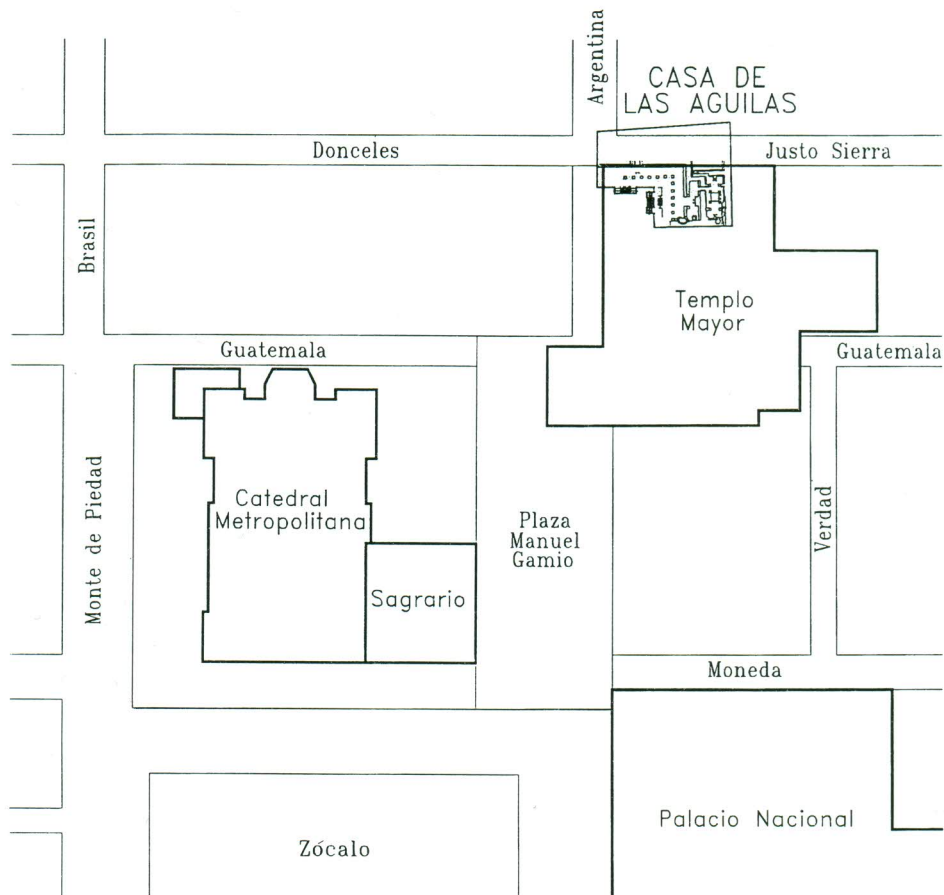 Argentina
CASA DE
LAS AGUILAS
Donceles
Justo Sierra
Brasil
Templo
Mayor
Guatemala
Guatemala
Monte de Piedad
Catedral
Metropolitana
Plaza
Manuel
Gamio
Verdad
Sagrario
Moneda
Palacio Nacional
Zócalo